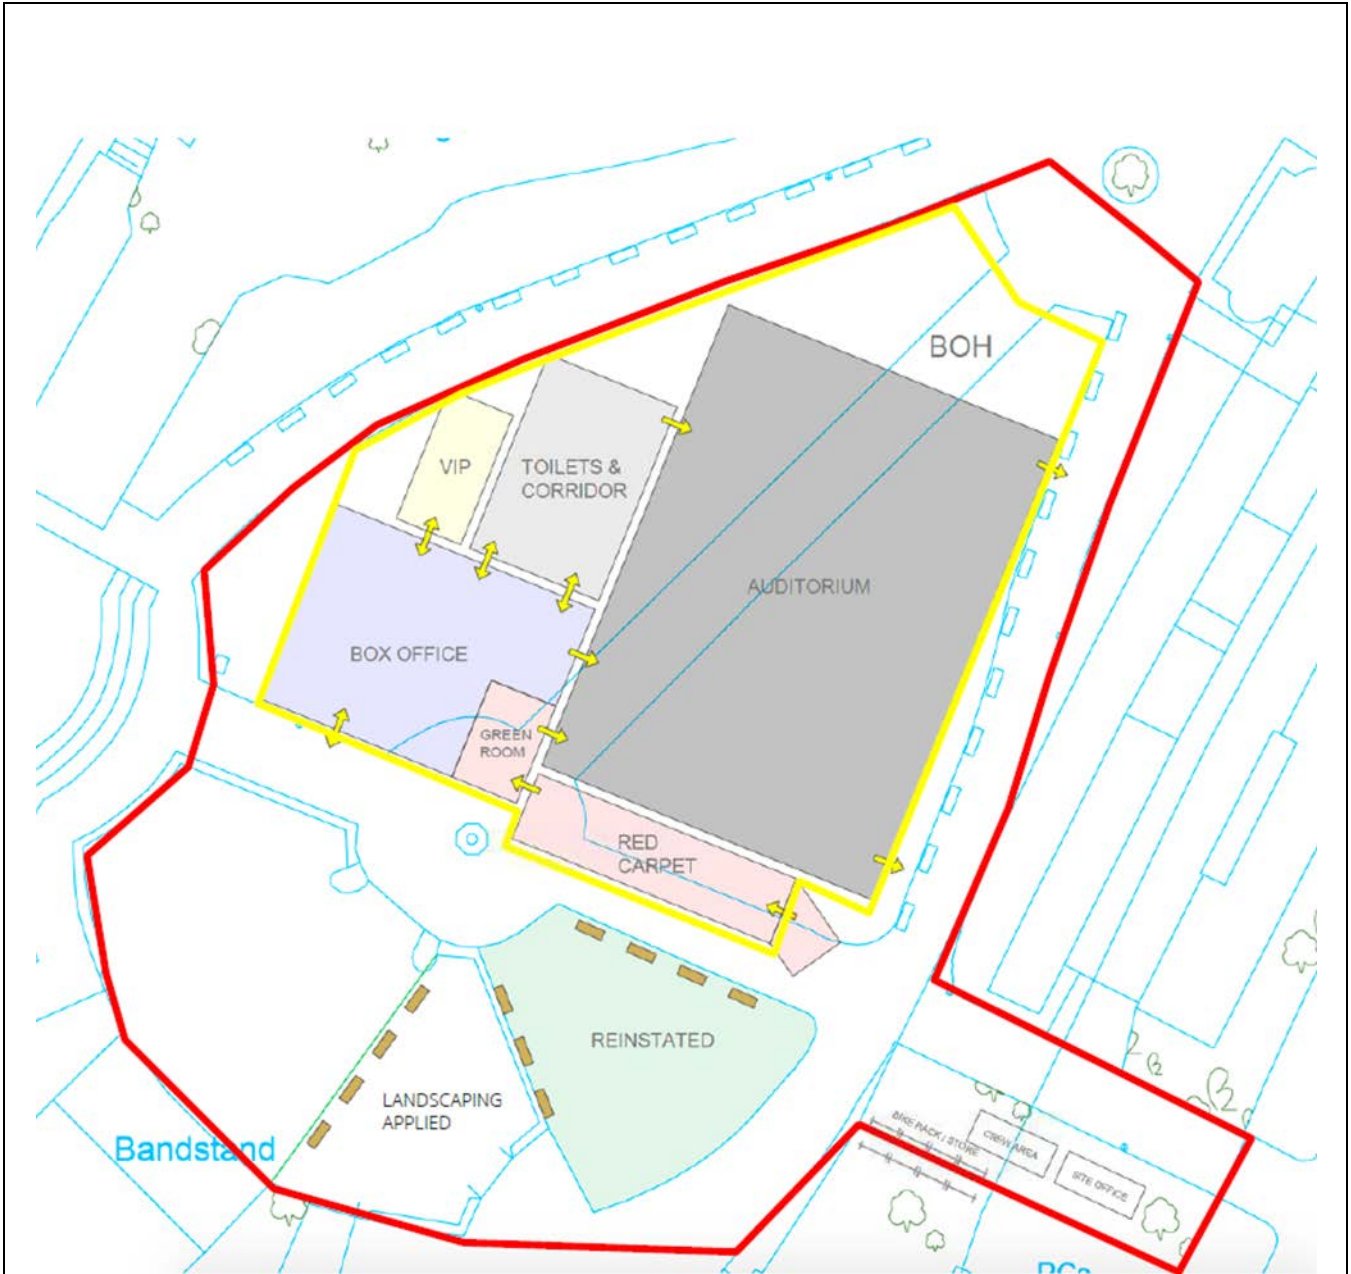 BOH
VIP
TOILETS &
CORRIDOR
AUDITORIUM
BOX OFFICE
GREEN
ROOM
RED
CARPET
REINSTATED
LANDSCAPING
APPLIED
Bandstand
BIKE RACK / STORE
CREW AREA
SITE OFFICE